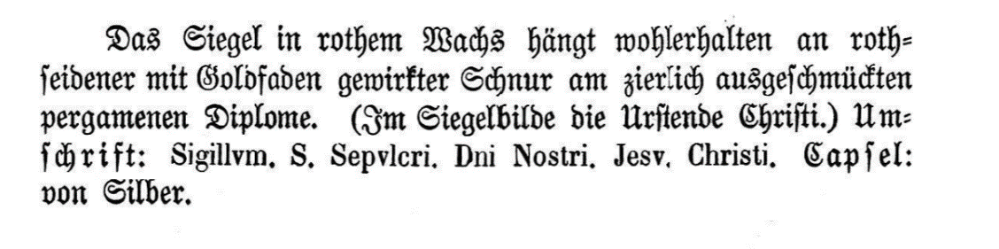 Das Siegel in rothem Wachs hängt wohlerhalten an roth-
seidener mit Goldfaden gewirkter Schnur am zierlich ausgeschmückten
pergamenen Diplome. (Im Siegelbilde die Urstende Christi.) Um-
schrift: Sigillvm. S. Sepvlcri. Dni Nostri. Jesv. Christi. Capsel:
von Silber.